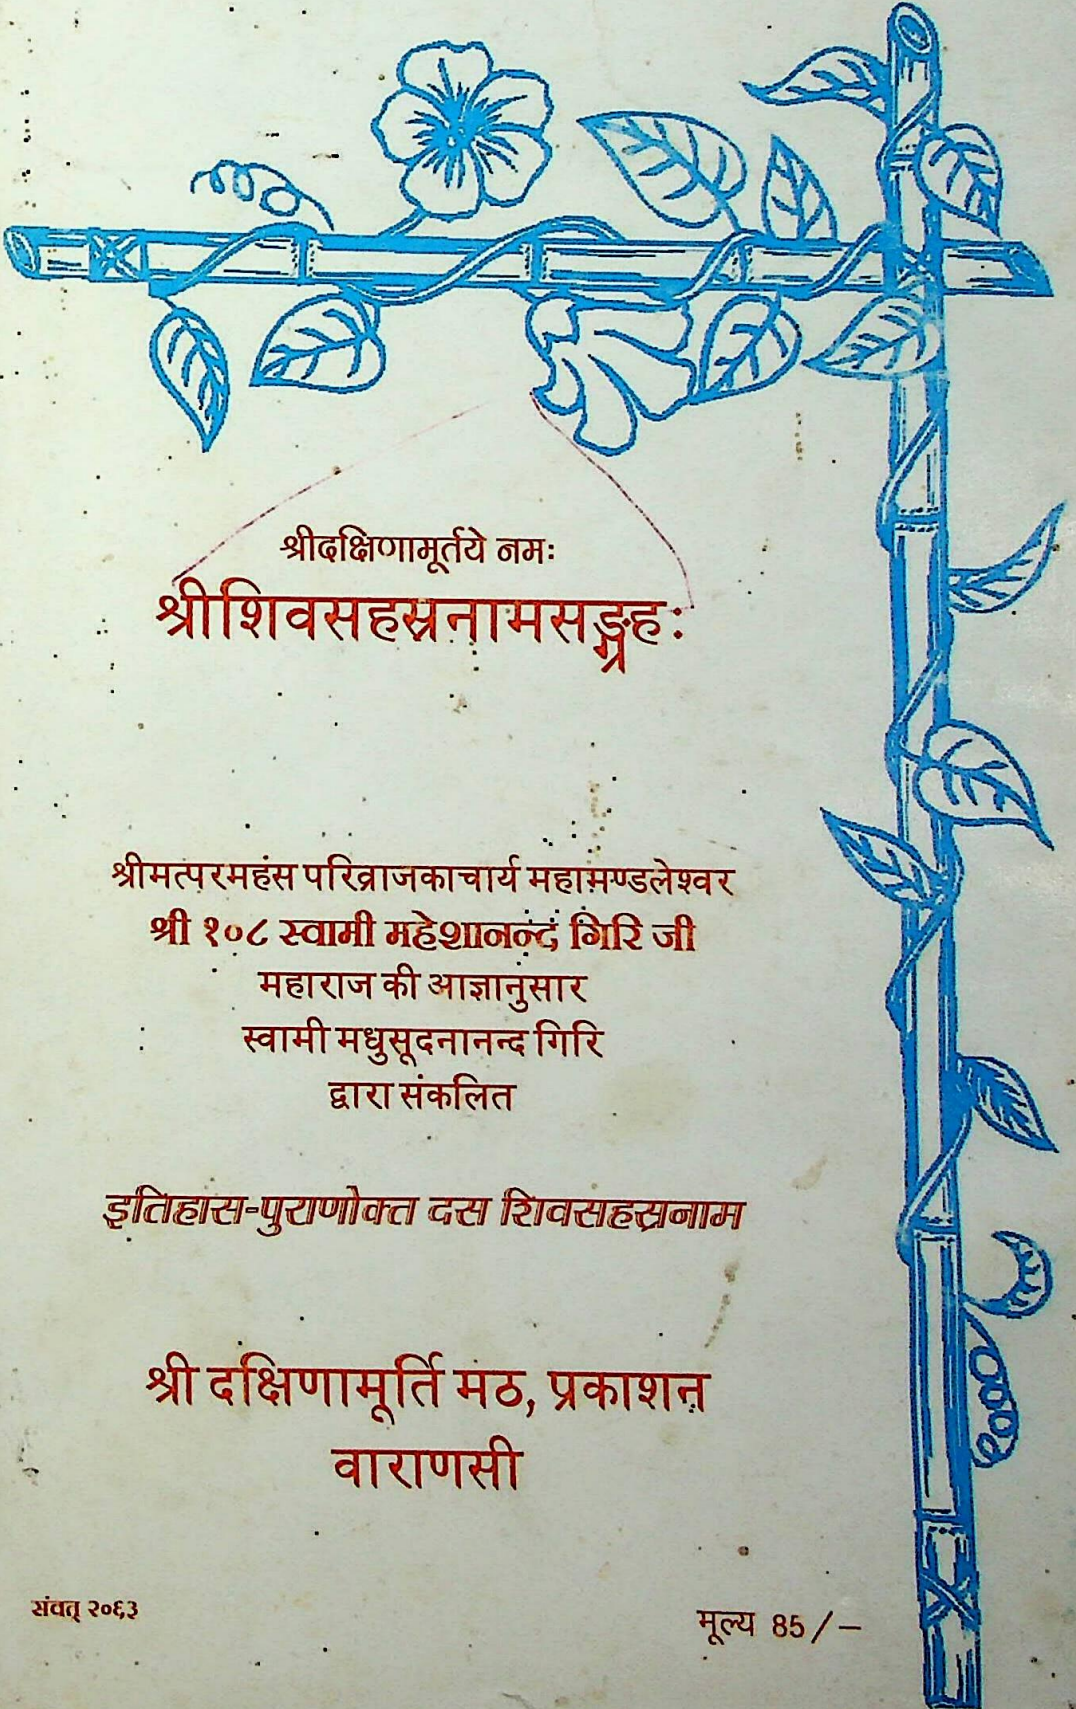 श्रीदक्षिणामूर्तये नमः
श्रीशिवसहस्रनामसङ्ग्रहः
श्रीमत्परमहंस परिव्राजकाचार्य महामण्डलेश्वर
श्री १०८ स्वामी महेशानन्द गिरि जी
महाराज की आज्ञानुसार
स्वामी मधुसूदनानन्द गिरि
द्वारा संकलित
इतिहास-पुराणोक्त दस शिवसहस्रनाम
श्री दक्षिणामूर्ति मठ, प्रकाशन
वाराणसी
संवत् २०६३
मूल्य 85/–